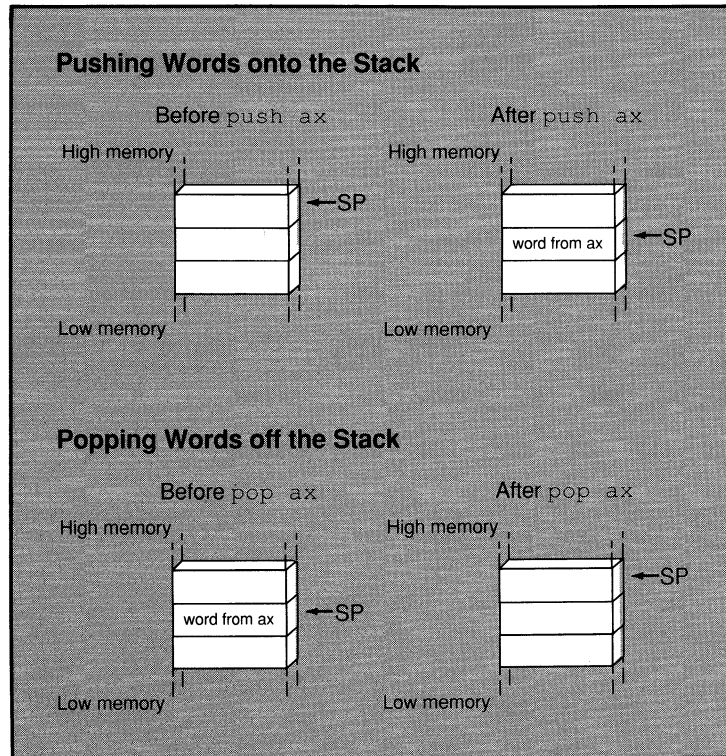 Pushing Words onto the Stack
Before push ax
After push ax
High memory
High memory
SP
word from ax
SP
Low memory
Low memory
Popping Words off the Stack
Before pop ax
After pop ax
High memory
High memory
word from ax
SP
SP
Low memory
Low memory